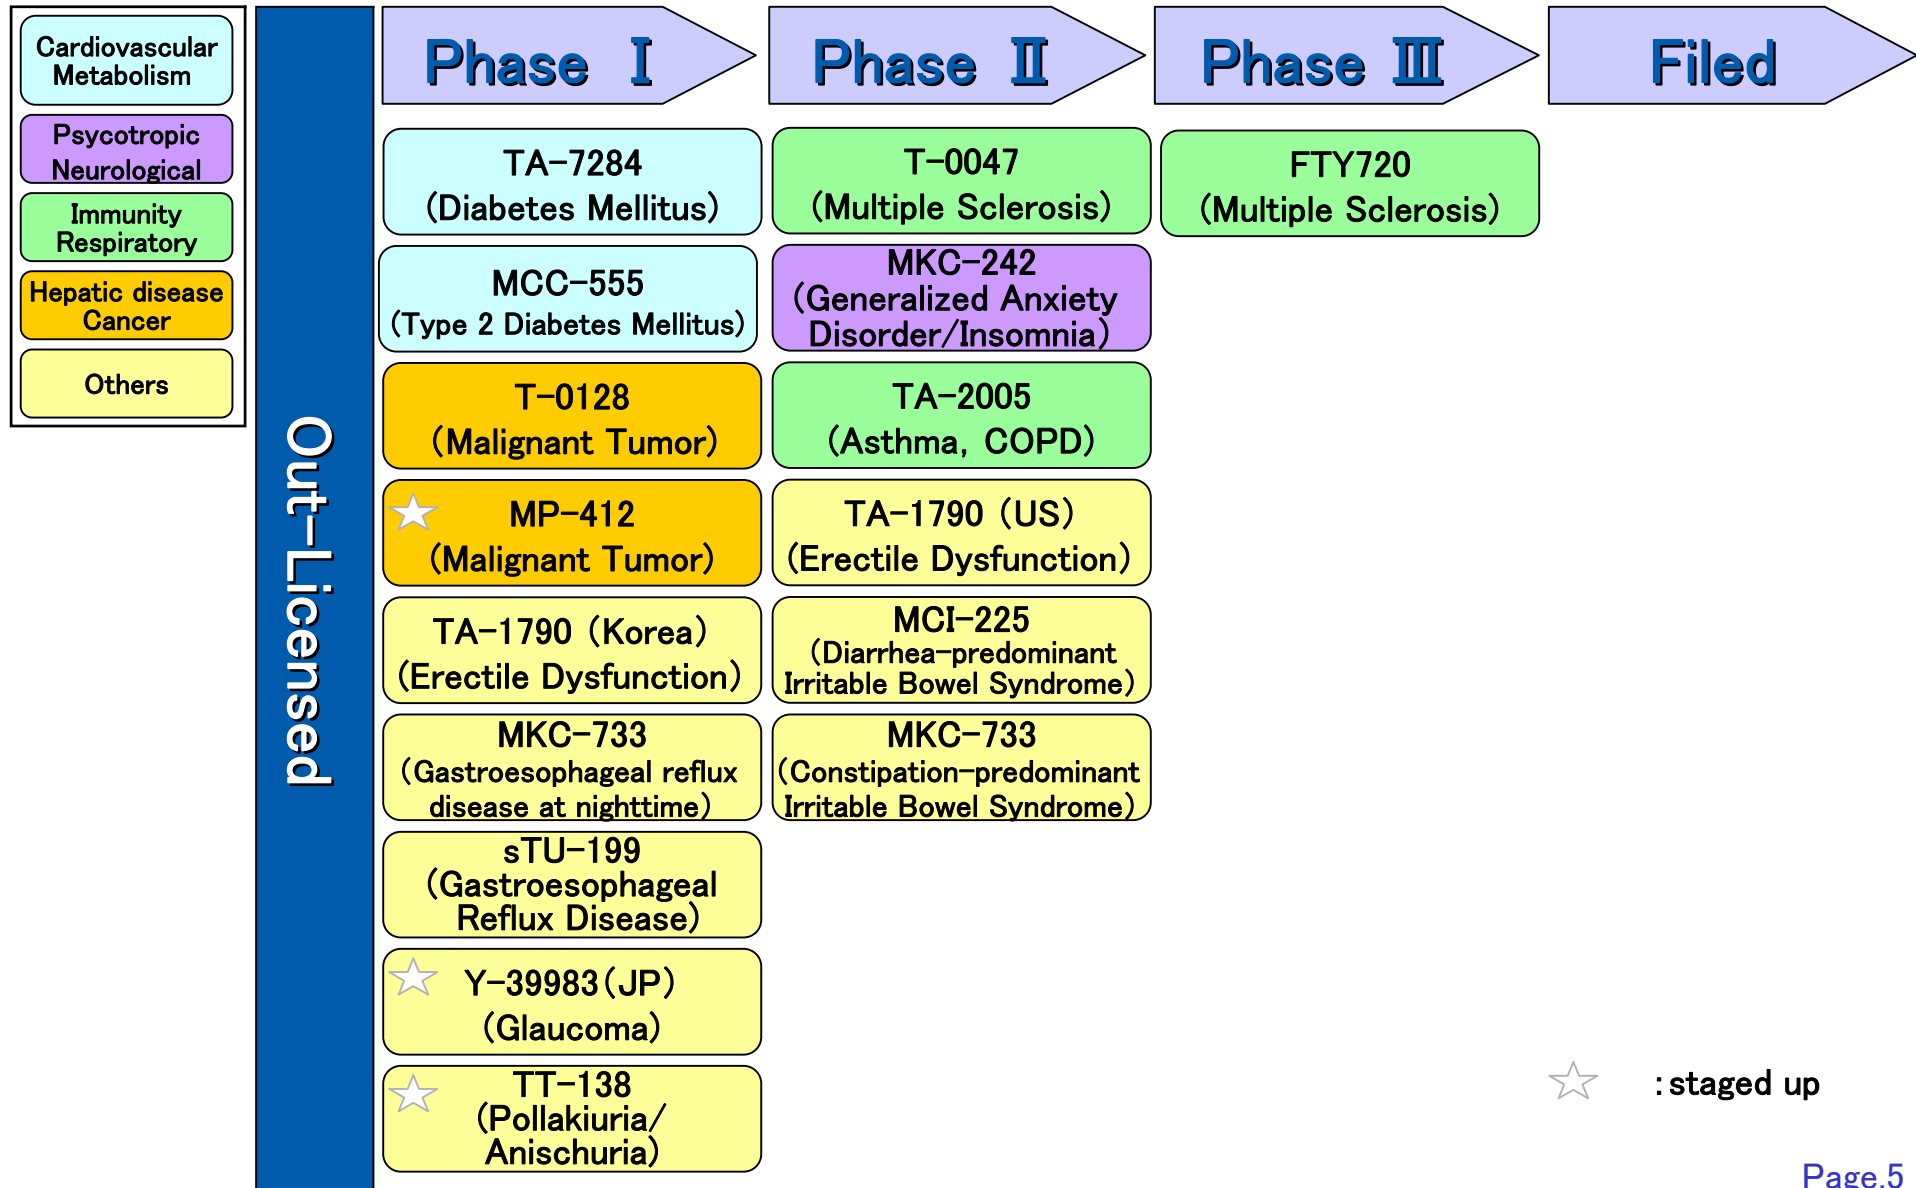 Cardiovascular
Metabolism
Psycotropic
Neurological
Immunity
Respiratory
Hepatic disease
Cancer
Others
Out-Licensed
Phase Ⅰ
Phase Ⅱ
Phase Ⅲ
Filed
TA-7284
(Diabetes Mellitus)
MCC-555
(Type 2 Diabetes Mellitus)
T-0128
(Malignant Tumor)
MP-412
(Malignant Tumor)
TA-1790 (Korea)
(Erectile Dysfunction)
MKC-733
(Gastroesophageal reflux
disease at nighttime)
sTU-199
(Gastroesophageal
Reflux Disease)
Y-39983(JP)
(Glaucoma)
TT-138
(Pollakiuria/
Anischuria)
T-0047
(Multiple Sclerosis)
MKC-242
(Generalized Anxiety
Disorder/Insomnia)
TA-2005
(Asthma, COPD)
TA-1790 (US)
(Erectile Dysfunction)
MCI-225
(Diarrhea-predominant
Irritable Bowel Syndrome)
MKC-733
(Constipation-predominant
Irritable Bowel Syndrome)
FTY720
(Multiple Sclerosis)
:staged up
Page.5